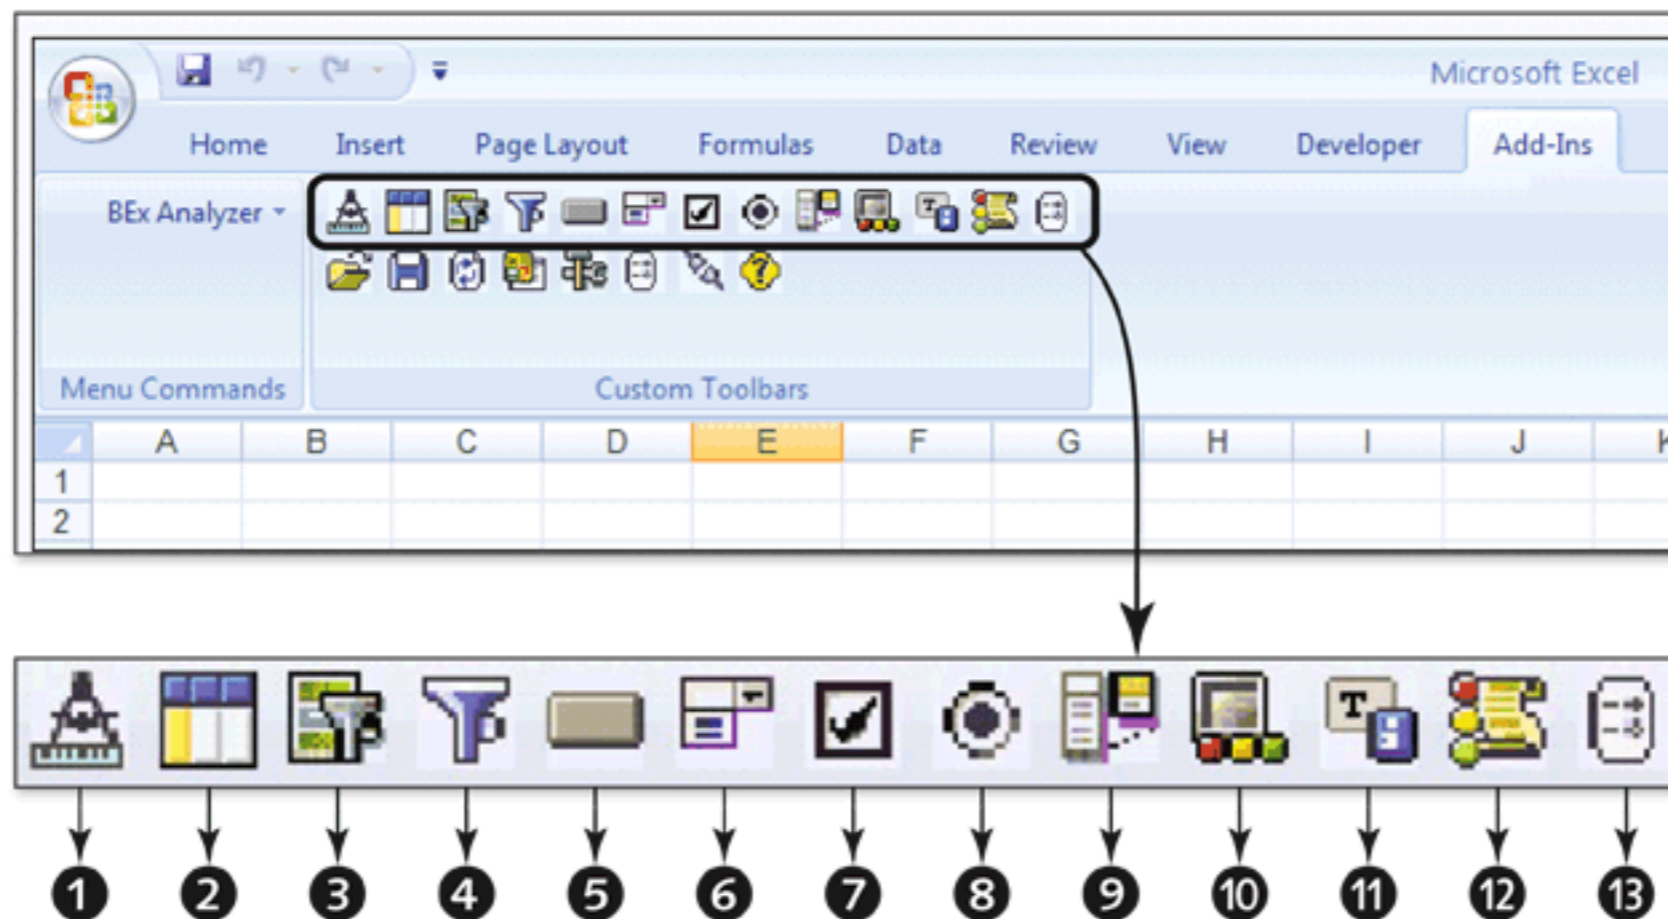 Microsoft Excel
Home Insert Page Layout Formulas Data Review View Developer Add-Ins
BEx Analyzer
Menu Commands Custom Toolbars
A B C D E F G H I J K
1
2
T
1 2 3 4 5 6 7 8 9 10 11 12 13